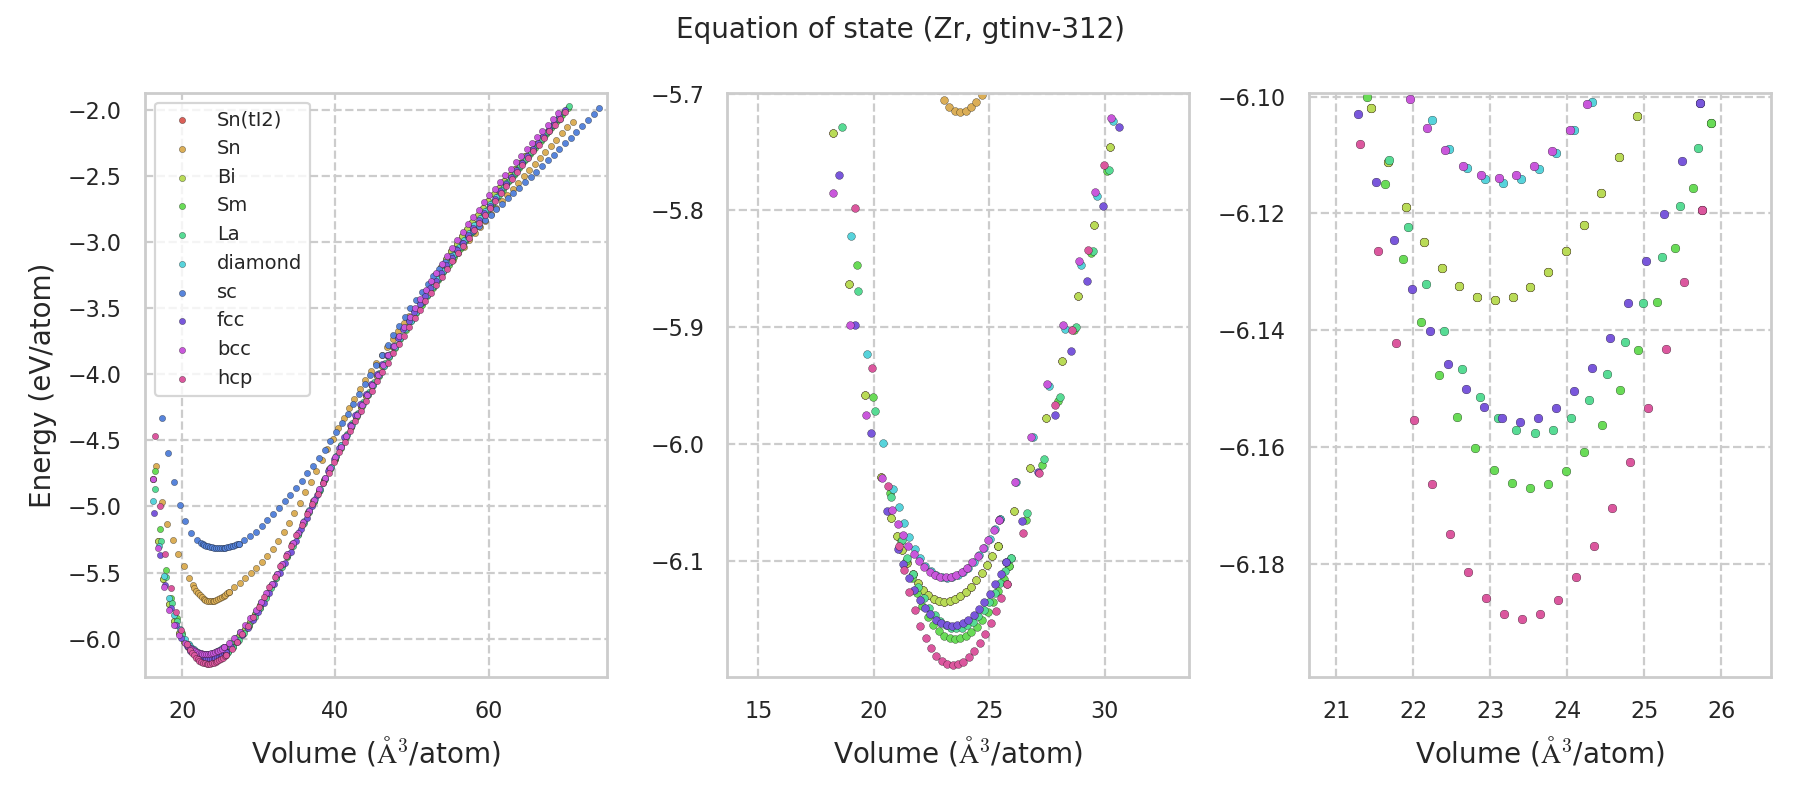 Equation of state (Zr, gtinv-312)
Energy (eV/atom)
−2.0
−2.5
−3.0
−3.5
−4.0
−4.5
−5.0
−5.5
−6.0
Sn(tI2)
Sn
Bi
Sm
La
diamond
sc
fcc
bcc
hcp
20 40 60
Volume (Å³/atom)
−5.7
−5.8
−5.9
−6.0
−6.1
15 20 25 30
Volume (Å³/atom)
−6.10
−6.12
−6.14
−6.16
−6.18
21 22 23 24 25 26
Volume (Å³/atom)